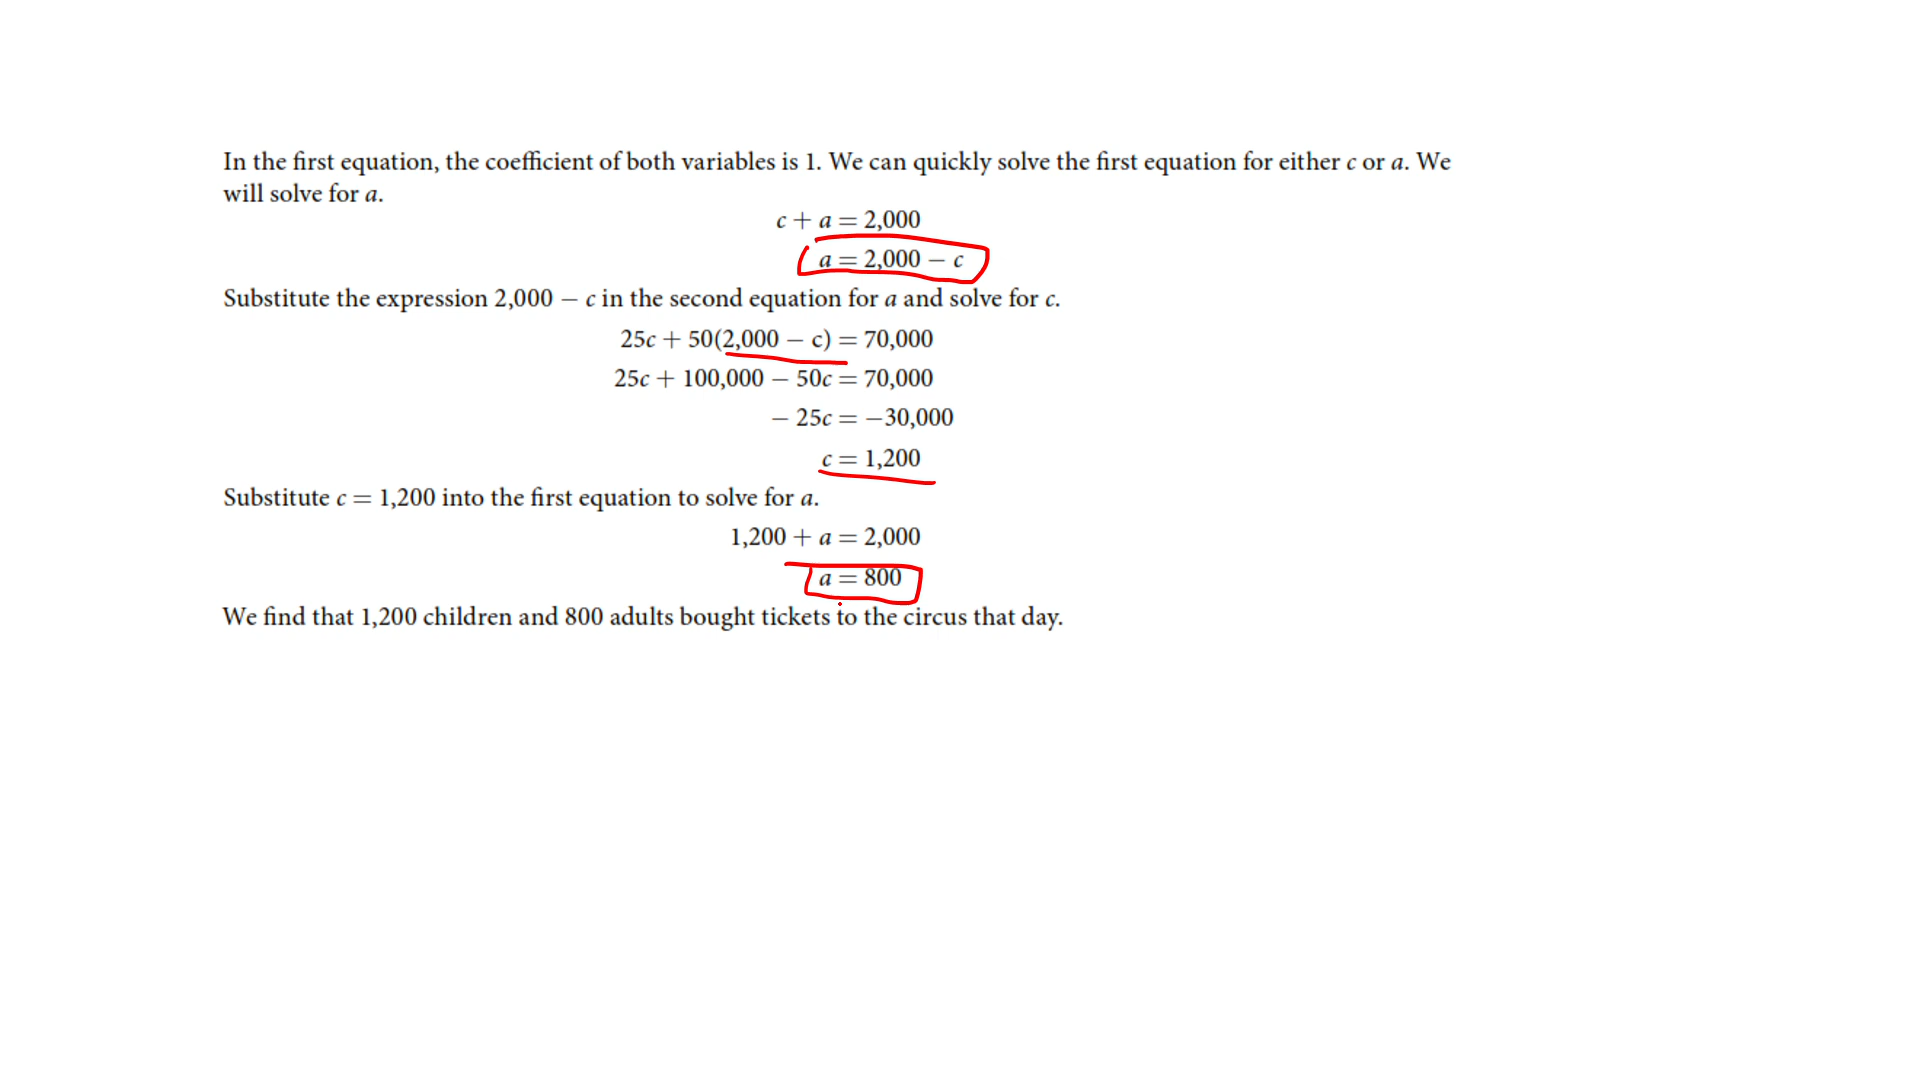 In the first equation, the coefficient of both variables is 1. We can quickly solve the first equation for either c or a. We
will solve for a.
c + a = 2,000
a = 2,000 − c
Substitute the expression 2,000 − c in the second equation for a and solve for c.
25c + 50(2,000 − c) = 70,000
25c + 100,000 − 50c = 70,000
− 25c = −30,000
c = 1,200
Substitute c = 1,200 into the first equation to solve for a.
1,200 + a = 2,000
a = 800
We find that 1,200 children and 800 adults bought tickets to the circus that day.